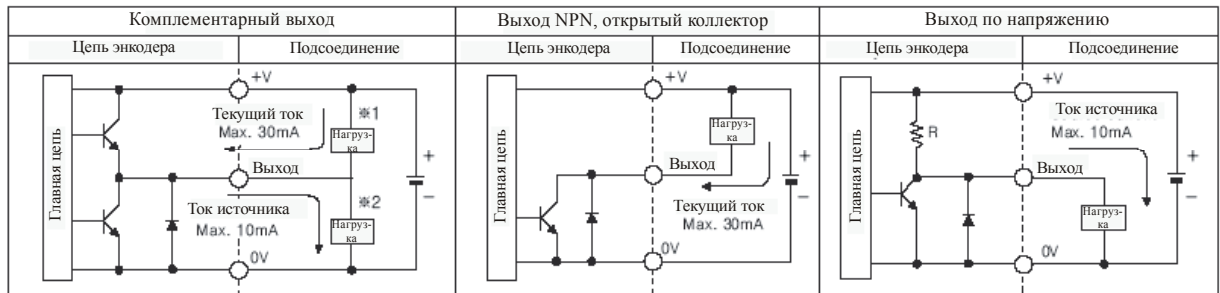 Комплементарный выход
Цепь энкодера
Подсоединение
Главная цепь
+V
Текущий ток
Max. 30mA
※1
Нагруз-
ка
Выход
+
−
Ток источника
Max. 10mA
※2
Нагруз-
ка
0V
Выход NPN, открытый коллектор
Цепь энкодера
Подсоединение
Главная цепь
+V
Нагруз-
ка
Выход
+
−
Текущий ток
Max. 30mA
0V
Выход по напряжению
Цепь энкодера
Подсоединение
Главная цепь
+V
R
Ток источника
Max. 10mA
Выход
+
−
Нагруз-
ка
0V